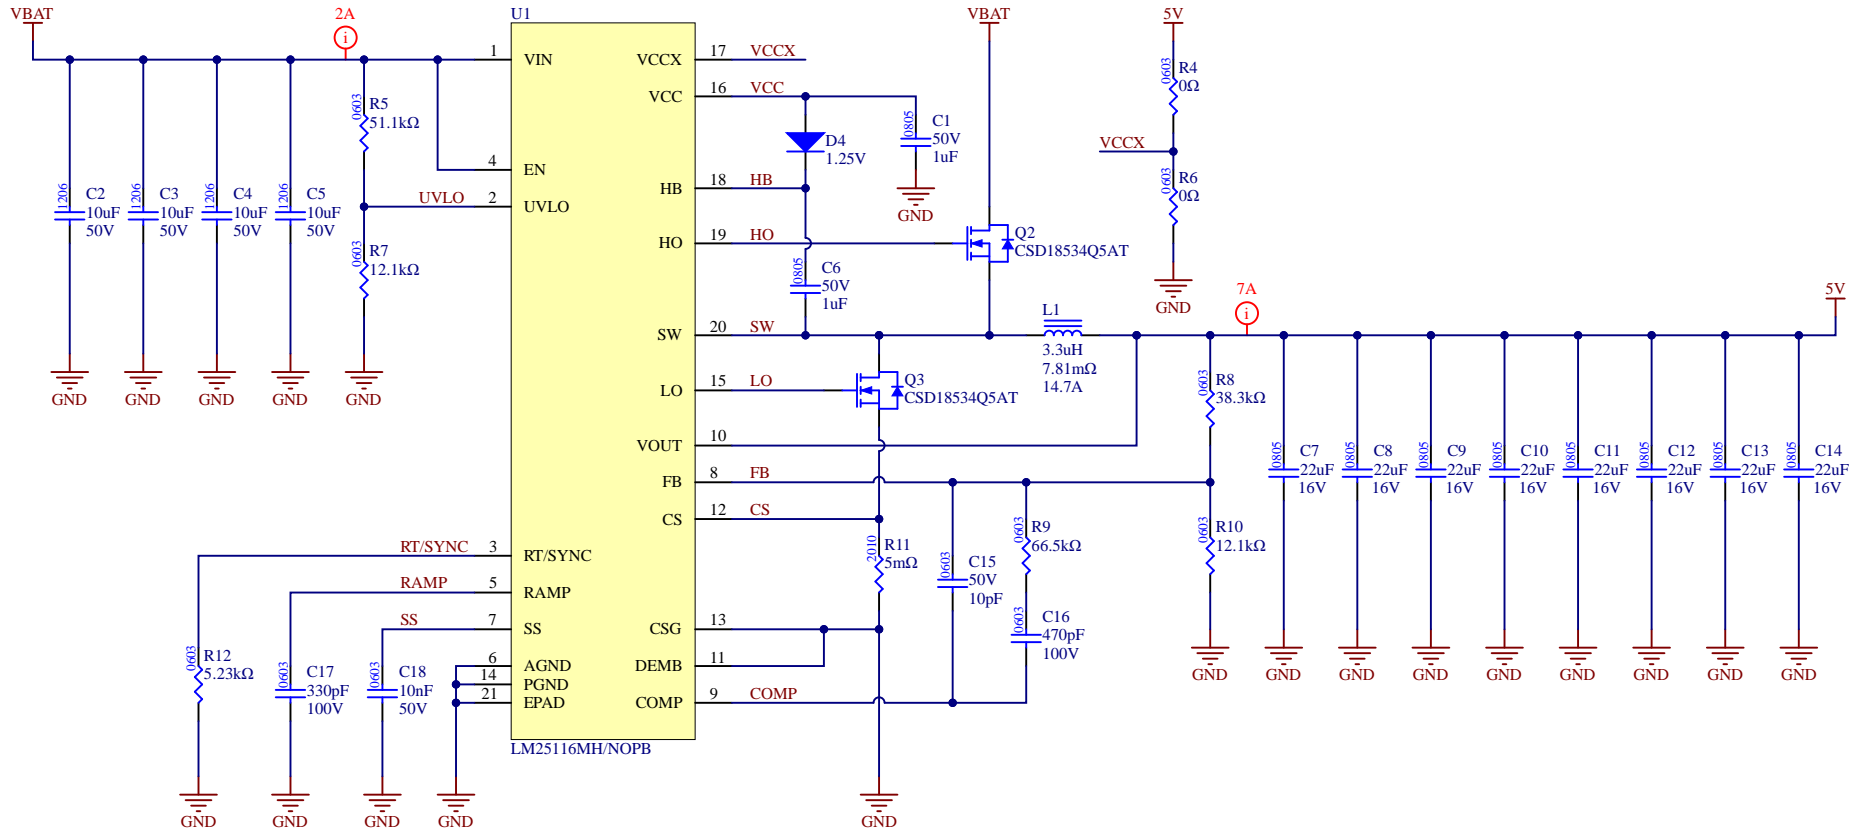 VBAT
2A
i
U1
VBAT
5V
1
VIN
VCCX
17
VCCX
VCC
16
VCC
0603
R4
0Ω
0603
R5
51.1kΩ
D4
1.25V
0805
C1
50V
1uF
VCCX
4
EN
HB
18
HB
0603
R6
0Ω
UVLO
2
UVLO
GND
1206
C2
10uF
50V
1206
C3
10uF
50V
1206
C4
10uF
50V
1206
C5
10uF
50V
HO
19
HO
Q2
CSD18534Q5AT
0603
R7
12.1kΩ
0805
C6
50V
1uF
GND
7A
i
5V
SW
20
SW
L1
3.3uH
7.81mΩ
14.7A
GND
GND
GND
GND
GND
LO
15
LO
Q3
CSD18534Q5AT
0603
R8
38.3kΩ
VOUT
10
FB
8
FB
0805
C7
22uF
16V
0805
C8
22uF
16V
0805
C9
22uF
16V
0805
C10
22uF
16V
0805
C11
22uF
16V
0805
C12
22uF
16V
0805
C13
22uF
16V
0805
C14
22uF
16V
CS
12
CS
0603
R9
66.5kΩ
0603
R10
12.1kΩ
RT/SYNC
3
RT/SYNC
2010
R11
5mΩ
0603
C15
50V
10pF
RAMP
5
RAMP
SS
7
SS
CSG
13
0603
C16
470pF
100V
0603
R12
5.23kΩ
0603
C17
330pF
100V
0603
C18
10nF
50V
6
AGND
14
PGND
21
EPAD
DEMB
11
COMP
9
COMP
GND
GND
GND
GND
GND
GND
GND
GND
GND
LM25116MH/NOPB
GND
GND
GND
GND
GND